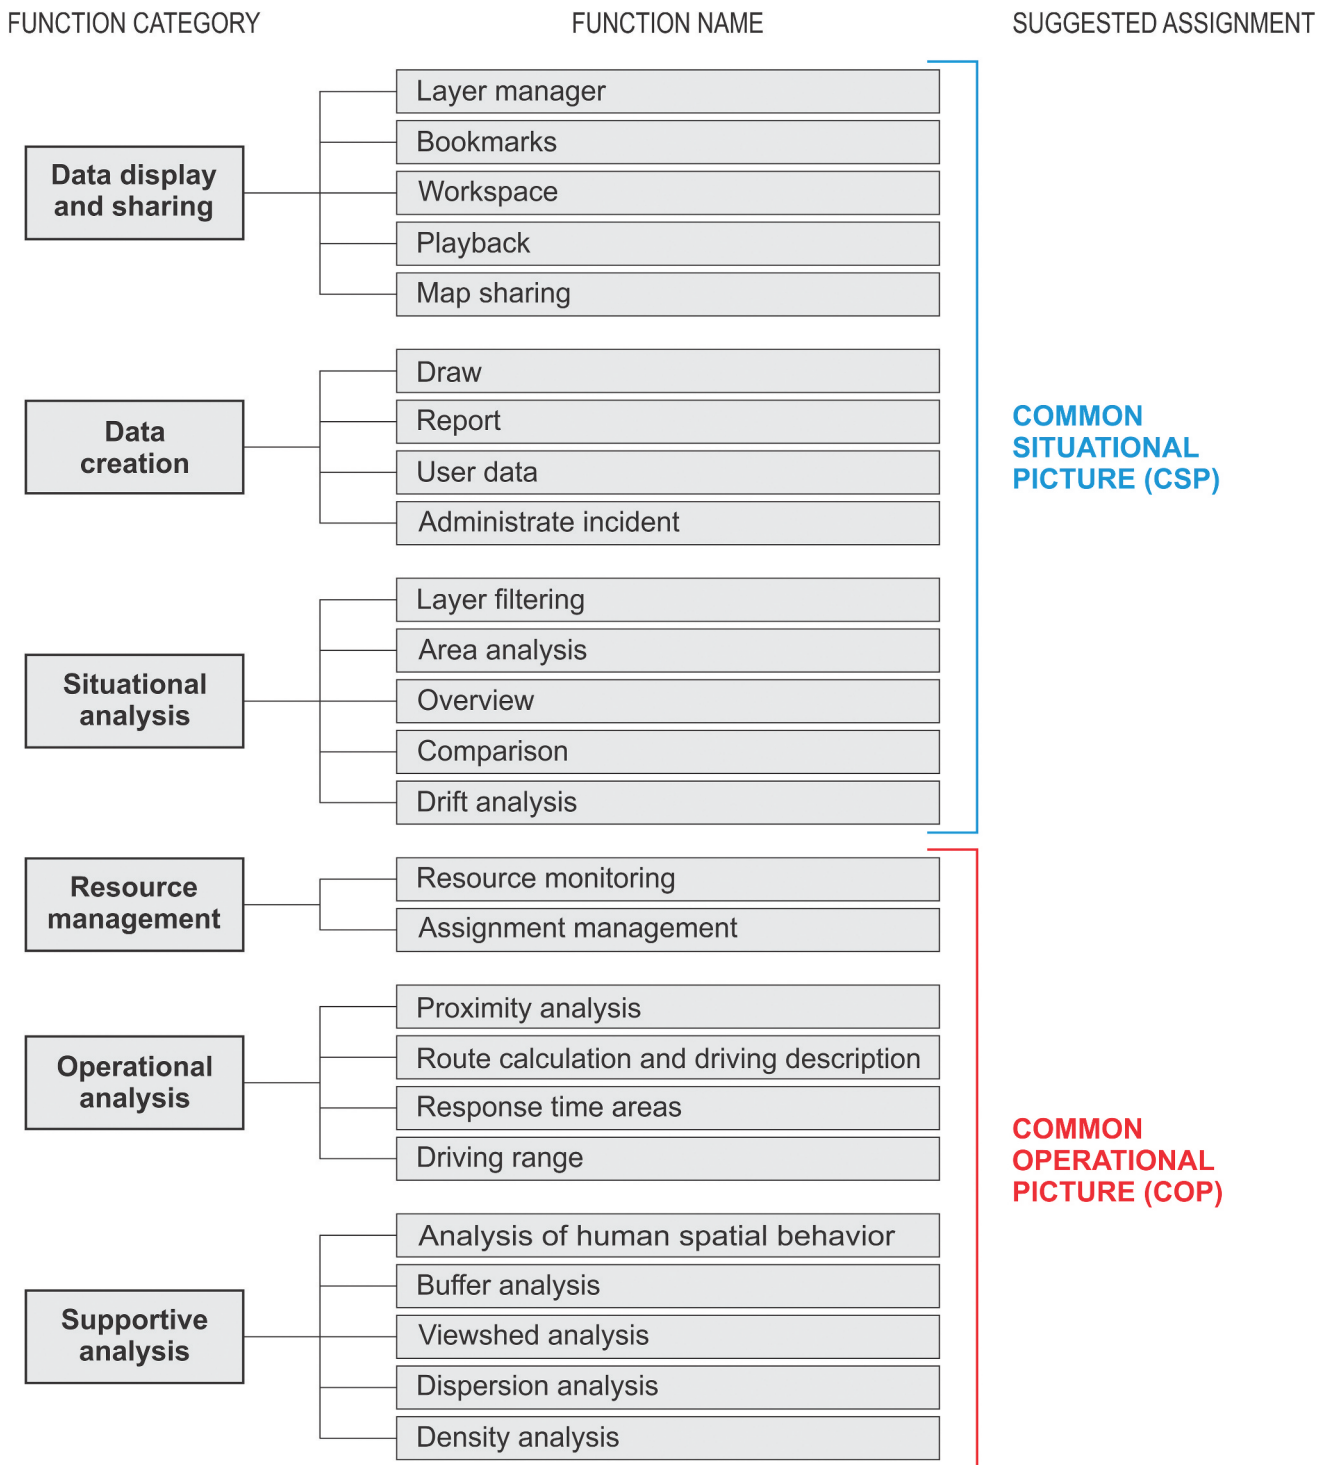 FUNCTION CATEGORY
FUNCTION NAME
SUGGESTED ASSIGNMENT
Data display
and sharing
Layer manager
Bookmarks
Workspace
Playback
Map sharing
Data
creation
Draw
Report
User data
Administrate incident
Situational
analysis
Layer filtering
Area analysis
Overview
Comparison
Drift analysis
COMMON
SITUATIONAL
PICTURE (CSP)
Resource
management
Resource monitoring
Assignment management
Operational
analysis
Proximity analysis
Route calculation and driving description
Response time areas
Driving range
Supportive
analysis
Analysis of human spatial behavior
Buffer analysis
Viewshed analysis
Dispersion analysis
Density analysis
COMMON
OPERATIONAL
PICTURE (COP)